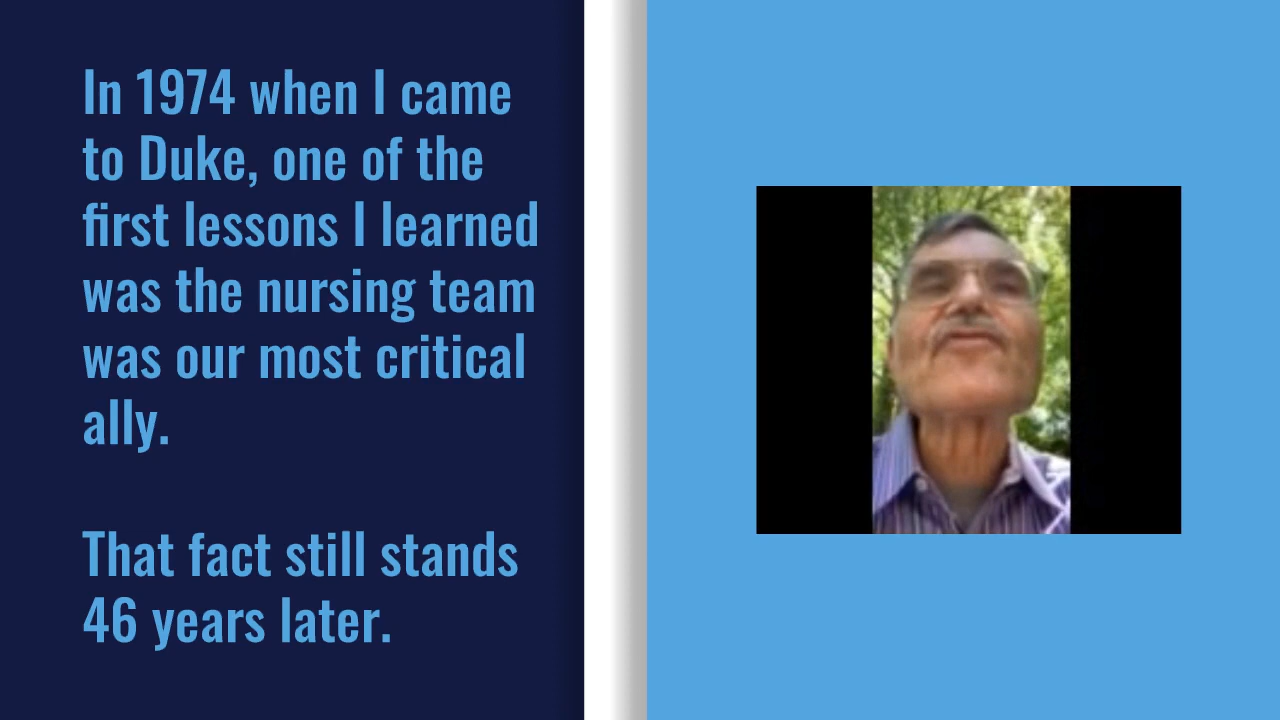 In 1974 when I came
to Duke, one of the
first lessons I learned
was the nursing team
was our most critical
ally.
That fact still stands
46 years later.